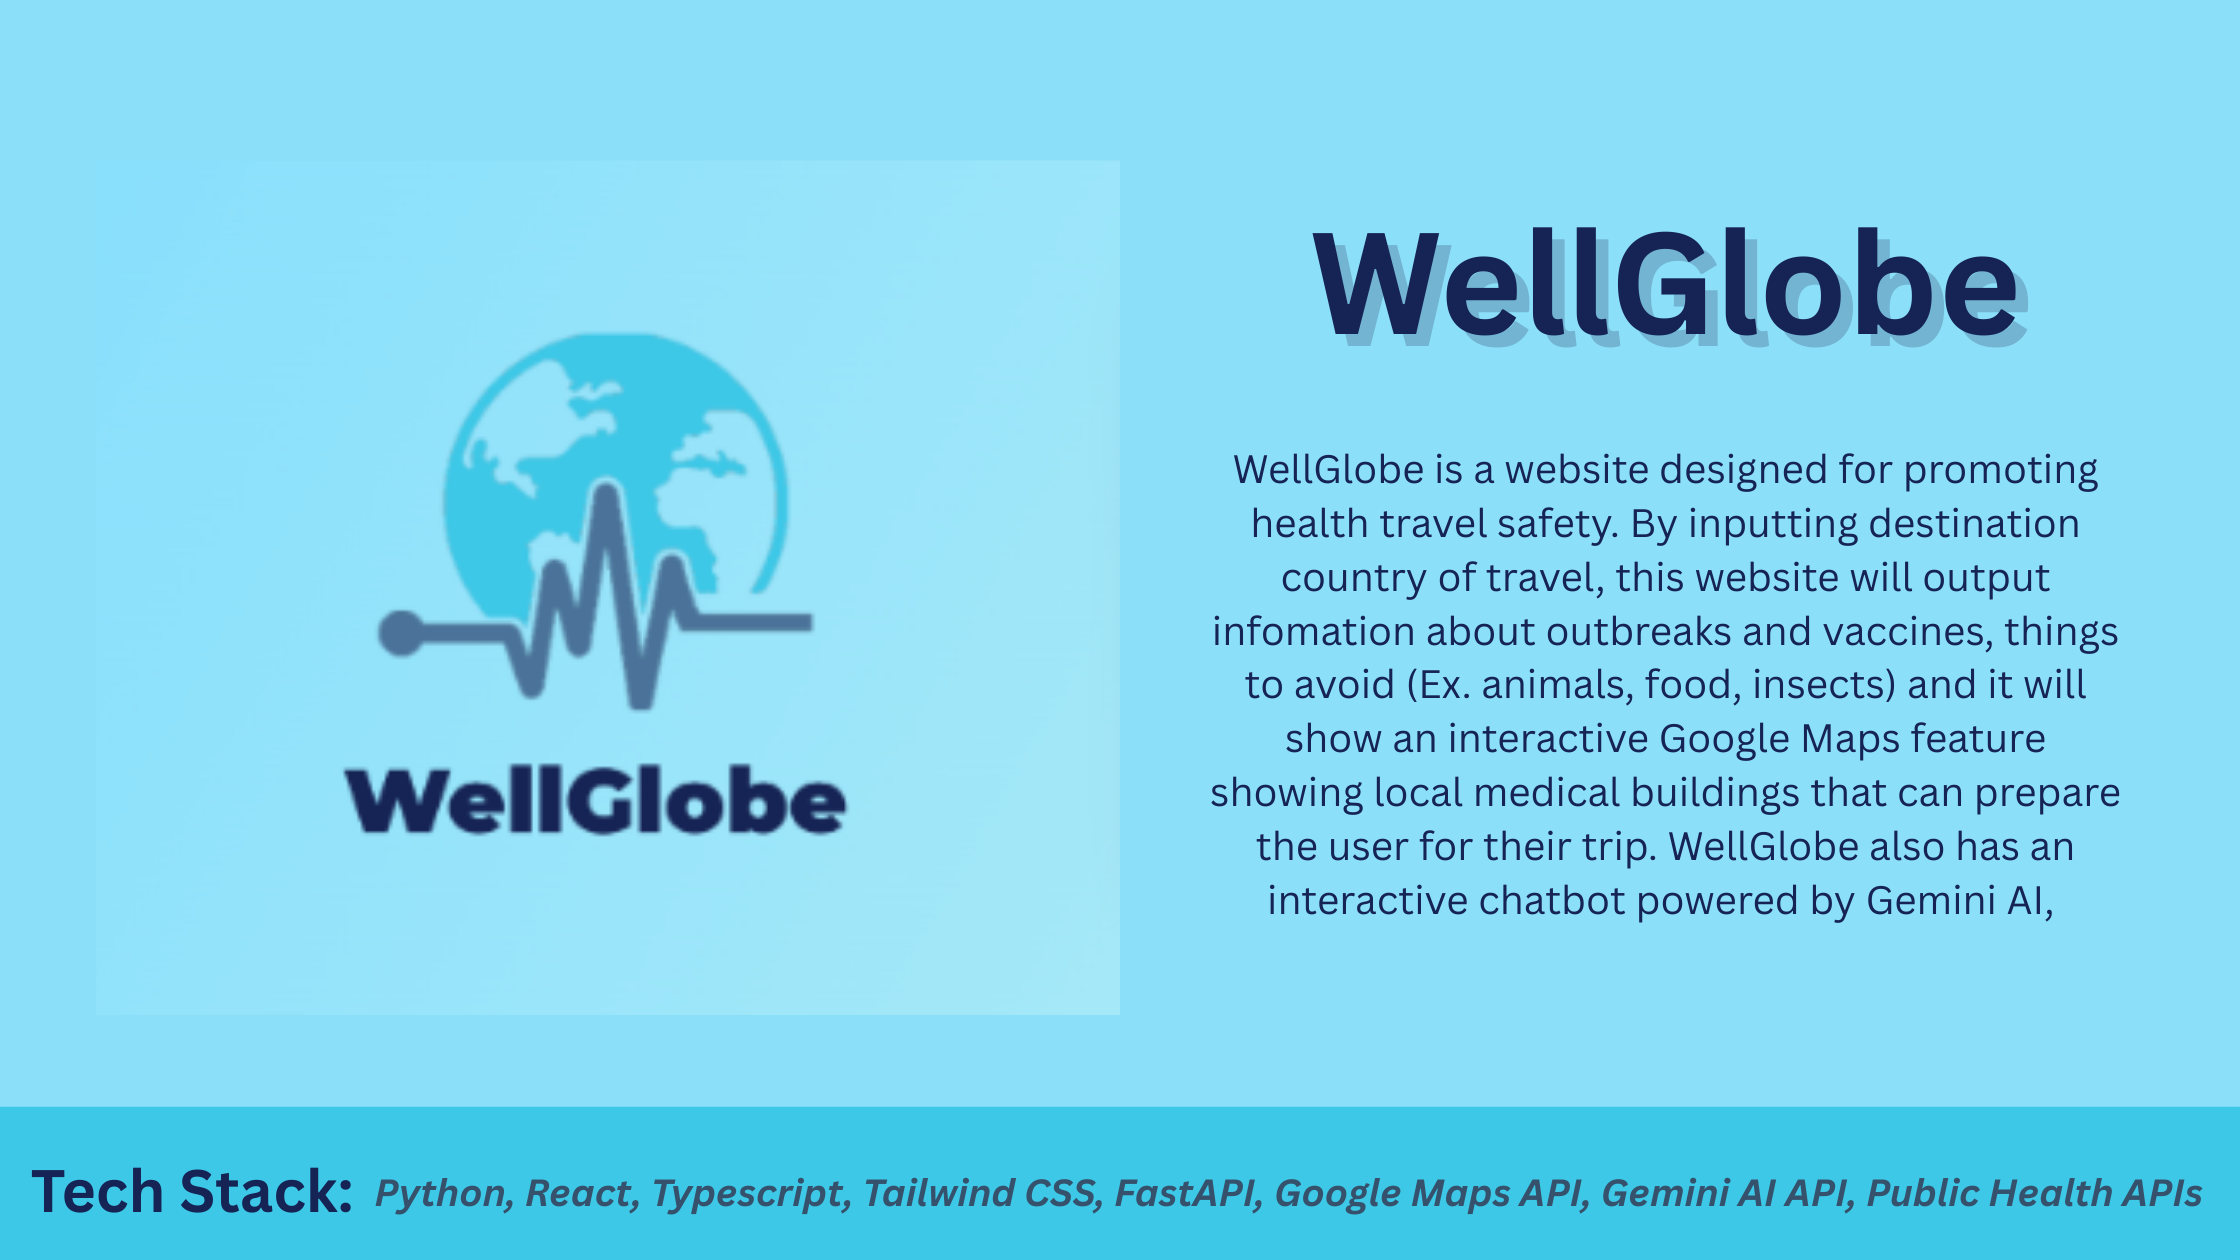 WellGlobe
WellGlobe
WellGlobe is a website designed for promoting
health travel safety. By inputting destination
country of travel, this website will output
infomation about outbreaks and vaccines, things
to avoid (Ex. animals, food, insects) and it will
show an interactive Google Maps feature
showing local medical buildings that can prepare
the user for their trip. WellGlobe also has an
interactive chatbot powered by Gemini AI,
Tech Stack: Python, React, Typescript, Tailwind CSS, FastAPI, Google Maps API, Gemini AI API, Public Health APIs